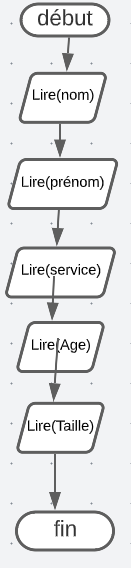 début
Lire(nom)
Lire(prénom)
Lire(service)
Lire(Age)
Lire(Taille)
fin